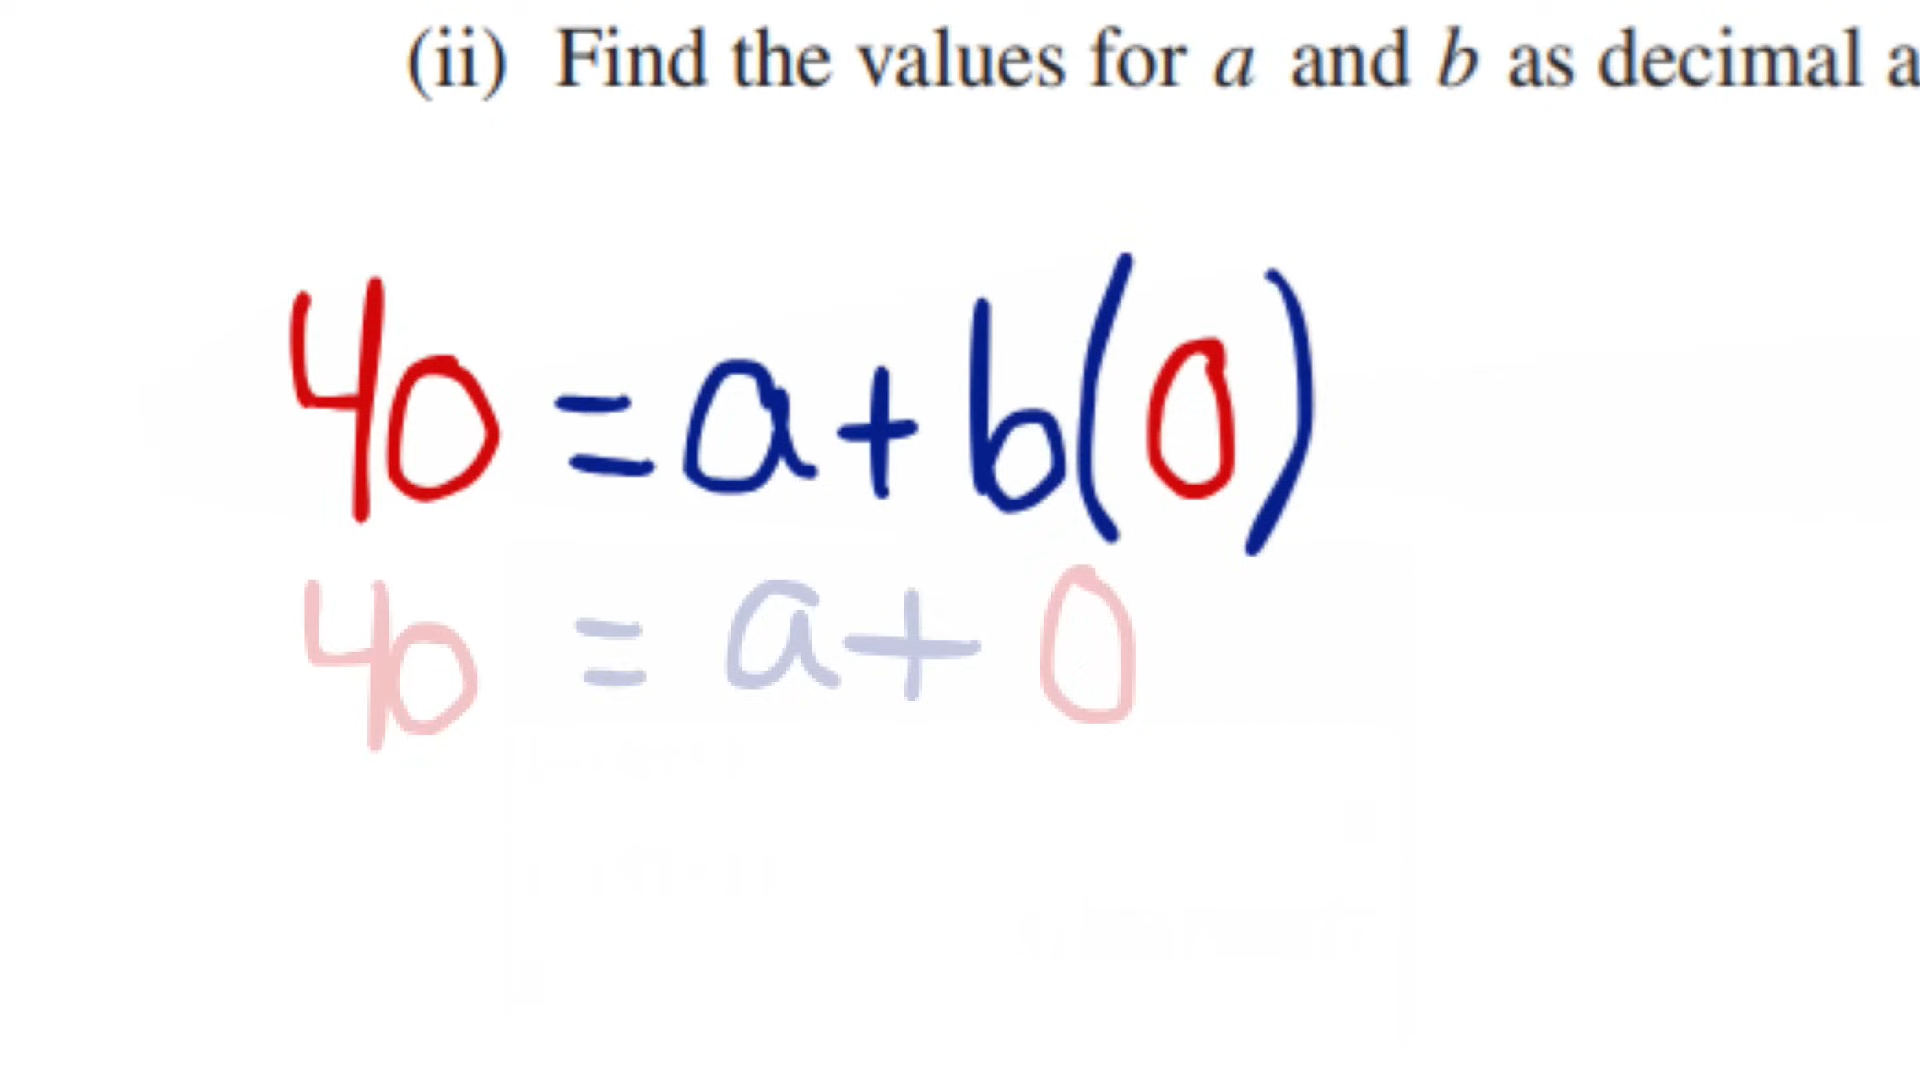 (ii) Find the values for a and b as decimal a
40 = a + b(0)
40 = a + 0